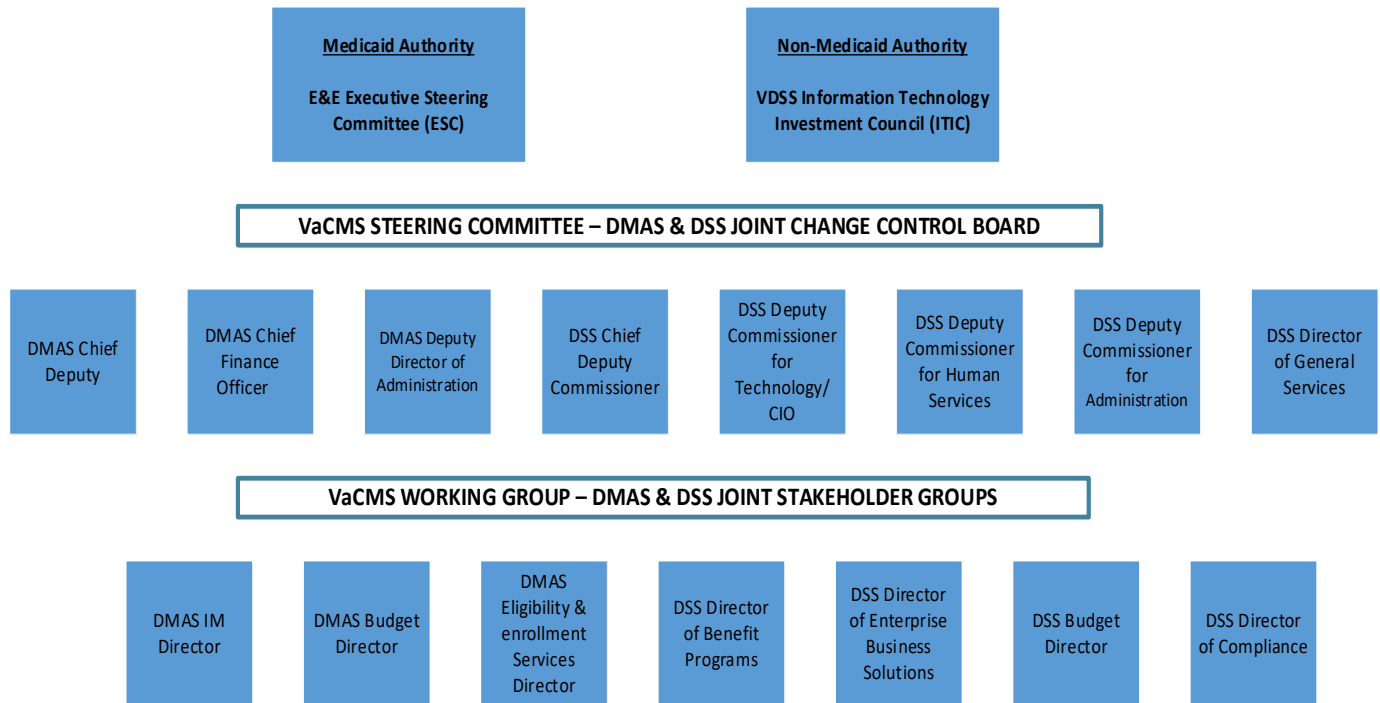 Medicaid Authority
E&E Executive Steering
Committee (ESC)
Non-Medicaid Authority
VDSS Information Technology
Investment Council (ITIC)
VaCMS STEERING COMMITTEE – DMAS & DSS JOINT CHANGE CONTROL BOARD
DMAS Chief
Deputy
DMAS Chief
Finance
Officer
DMAS Deputy
Director of
Administration
DSS Chief
Deputy
Commissioner
DSS Deputy
Commissioner
for
Technology/
CIO
DSS Deputy
Commissioner
for Human
Services
DSS Deputy
Commissioner
for
Administration
DSS Director
of General
Services
VaCMS WORKING GROUP – DMAS & DSS JOINT STAKEHOLDER GROUPS
DMAS IM
Director
DMAS Budget
Director
DMAS
Eligibility &
enrollment
Services
Director
DSS Director
of Benefit
Programs
DSS Director
of Enterprise
Business
Solutions
DSS Budget
Director
DSS Director
of Compliance